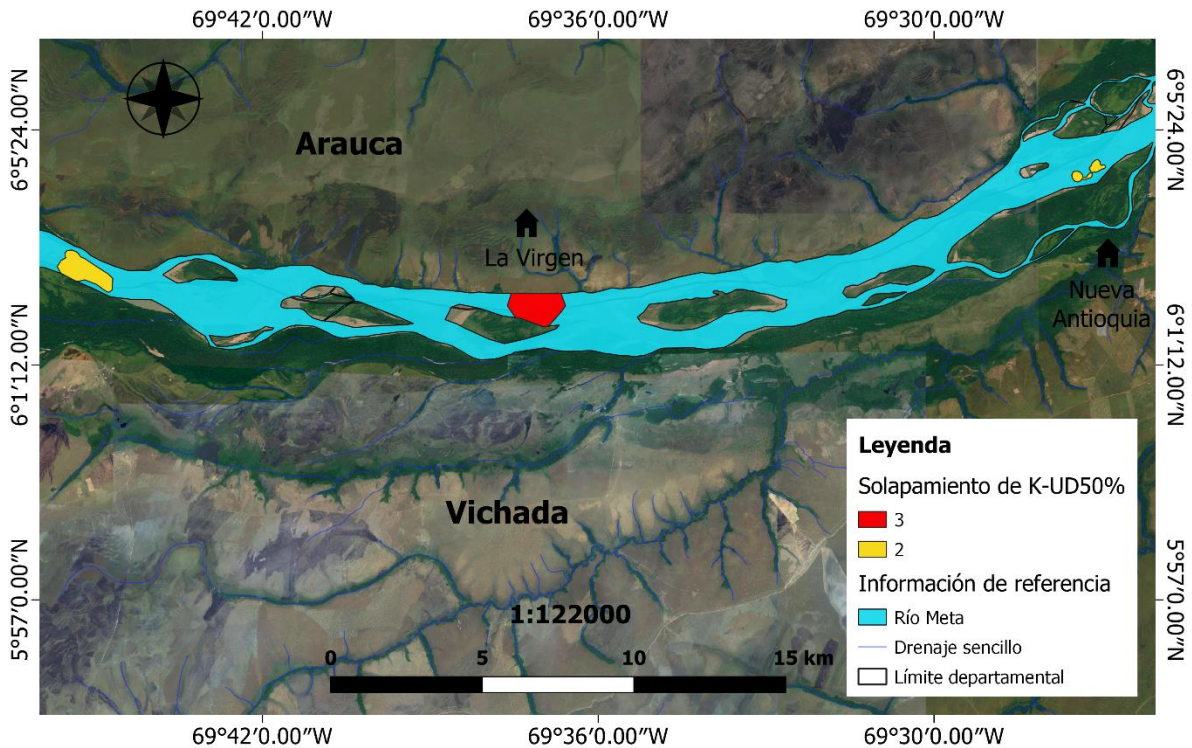 69°42′0.00″W
69°36′0.00″W
69°30′0.00″W
6°5′24.00″N
6°5′24.00″N
Arauca
La Virgen
Nueva
Antioquia
6°1′12.00″N
6°1′12.00″N
Leyenda
Solapamiento de K-UD50%
3
2
Información de referencia
Río Meta
Drenaje sencillo
Límite departamental
Vichada
5°57′0.00″N
5°57′0.00″N
1:122000
0 5 10 15 km
69°42′0.00″W
69°36′0.00″W
69°30′0.00″W